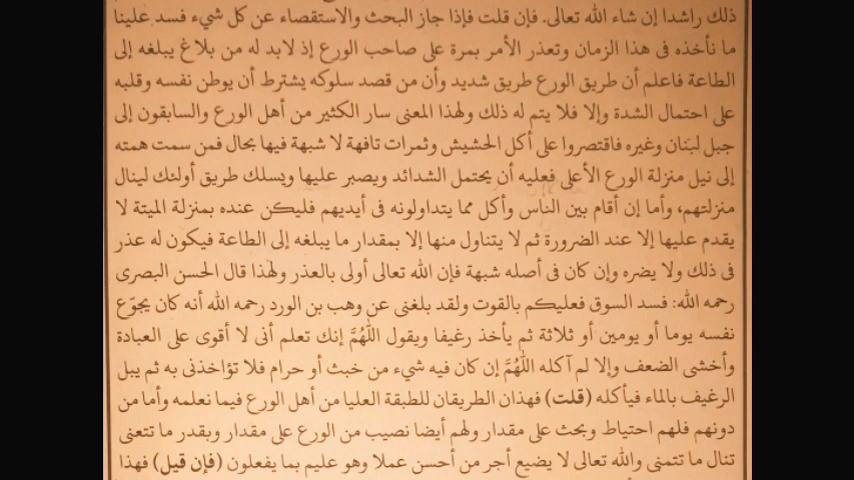 ذلك راشدا إن شاء الله تعالى. فإن قلت فإذا جاز البحث والاستقصاء عن كل شيء فسد علينا
ما نأخذه فى هذا الزمان وتعذر الأمر بمرة على صاحب الورع إذ لابد له من بلاغ يبلغه إلى
الطاعة فاعلم أن طريق الورع طريق شديد وأن من قصد سلوكه يشترط أن يوطن نفسه وقلبه
على احتمال الشدة وإلا فلا يتم له ذلك ولهذا المعنى سار الكثير من أهل الورع والسابقون إلى
جبل لبنان وغيره فاقتصروا على أكل الحشيش وثمرات تافهة لا شبهة فيها بحال فمن سمت همته
إلى نيل منزلة الورع الأعلى فعليه أن يحتمل الشدائد ويصبر عليها ويسلك طريق أولئك لينال
منزلتهم، وأما إن أقام بين الناس وأكل مما يتداولونه فى أيديهم فليكن عنده بمنزلة الميتة لا
يقدم عليها إلا عند الضرورة ثم لا يتناول منها إلا بمقدار ما يبلغه إلى الطاعة فيكون له عذر
فى ذلك ولا يضره وإن كان فى أصله شبهة فإن الله تعالى أولى بالعذر ولهذا قال الحسن البصرى
رحمه الله: فسد السوق فعليكم بالقوت ولقد بلغنى عن وهب بن الورد رحمه الله أنه كان يجوّع
نفسه يوما أو يومين أو ثلاثة ثم يأخذ رغيفا ويقول اللّٰهُمَّ إنك تعلم أنى لا أقوى على العبادة
وأخشى الضعف وإلا لم آكله اللّٰهُمَّ إن كان فيه شيء من خبث أو حرام فلا تؤاخذنى به ثم يبل
الرغيف بالماء فيأكله (قلت) فهذان الطريقان للطبقة العليا من أهل الورع فيما نعلمه وأما من
دونهم فلهم احتياط وبحث على مقدار ولهم أيضا نصيب من الورع على مقدار وبقدر ما تتعنى
تنال ما تتمنى والله تعالى لا يضيع أجر من أحسن عملا وهو عليم بما يفعلون (فإن قيل) فهذا